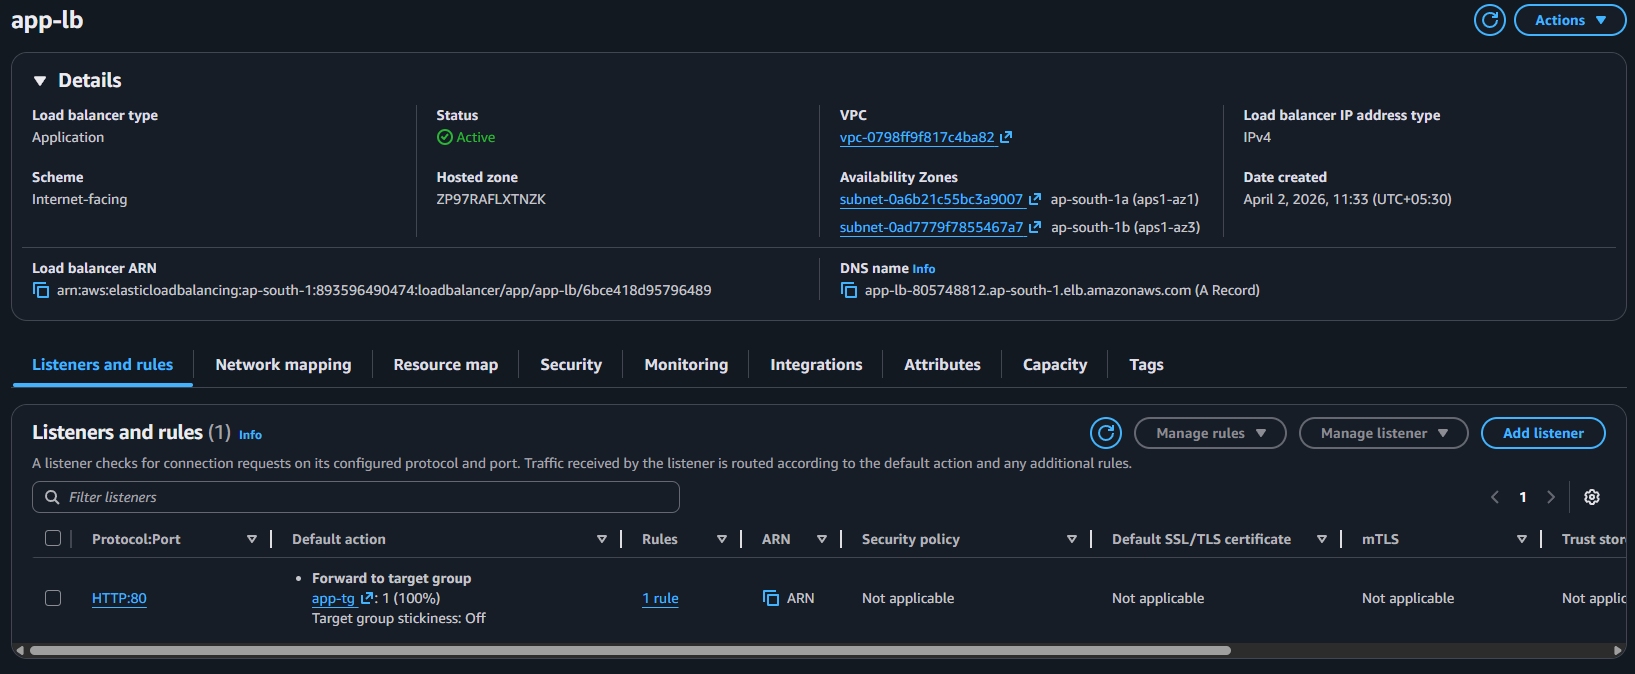 app-lb
Actions
Details
Load balancer type
Application
Status
Active
VPC
vpc-0798ff9f817c4ba82
Load balancer IP address type
IPv4
Scheme
Internet-facing
Hosted zone
ZP97RAFLXTNZK
Availability Zones
subnet-0a6b21c55bc3a9007 ap-south-1a (aps1-az1)
subnet-0ad7779f7855467a7 ap-south-1b (aps1-az3)
Date created
April 2, 2026, 11:33 (UTC+05:30)
Load balancer ARN
arn:aws:elasticloadbalancing:ap-south-1:893596490474:loadbalancer/app/app-lb/6bce418d95796489
DNS name Info
app-lb-805748812.ap-south-1.elb.amazonaws.com (A Record)
Listeners and rules Network mapping Resource map Security Monitoring Integrations Attributes Capacity Tags
Listeners and rules (1) Info
Manage rules Manage listener Add listener
A listener checks for connection requests on its configured protocol and port. Traffic received by the listener is routed according to the default action and any additional rules.
Filter listeners
1
Protocol:Port Default action Rules ARN Security policy Default SSL/TLS certificate mTLS Trust stor
HTTP:80
• Forward to target group
app-tg : 1 (100%)
Target group stickiness: Off
1 rule
ARN
Not applicable
Not applicable
Not applicable
Not applic